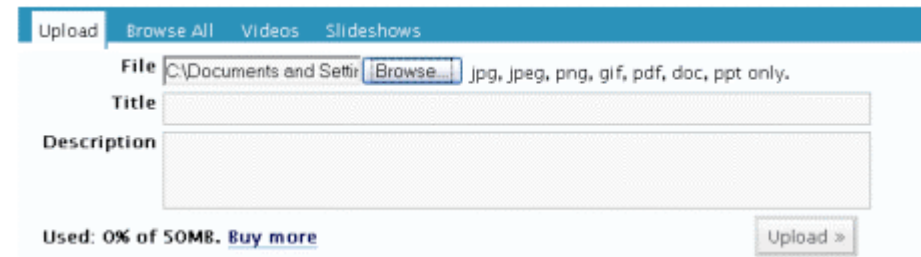 Upload Browse All Videos Slideshows
File C:\Documents and Settir Browse... jpg, jpeg, png, gif, pdf, doc, ppt only.
Title
Description
Used: 0% of 50MB. Buy more Upload »